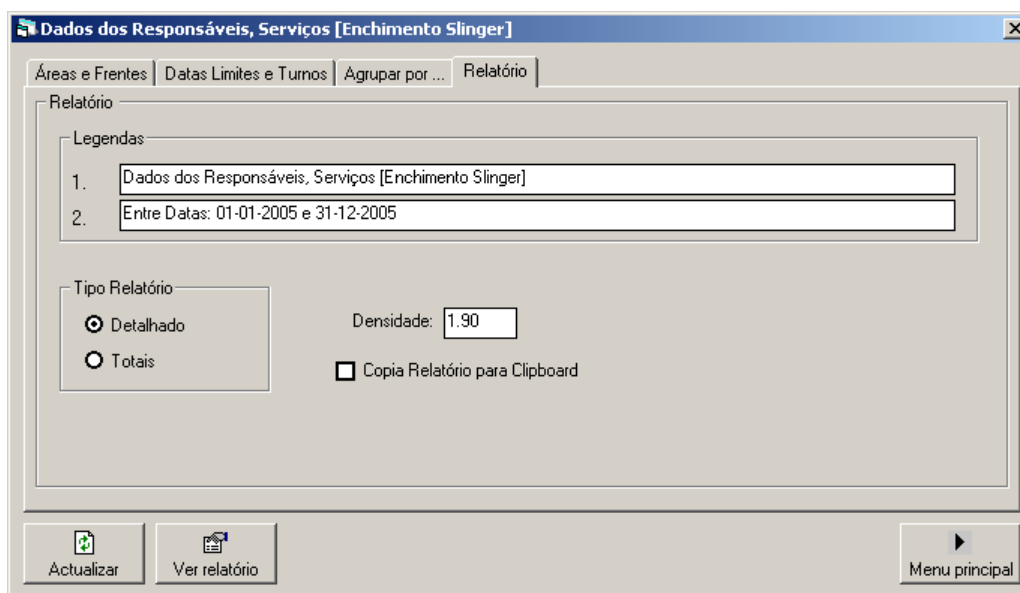 Dados dos Responsáveis, Serviços [Enchimento Slinger]
Áreas e Frentes Datas Limites e Turnos Agrupar por ... Relatório
Relatório
Legendas
1. Dados dos Responsáveis, Serviços [Enchimento Slinger]
2. Entre Datas: 01-01-2005 e 31-12-2005
Tipo Relatório
Detalhado
Totais
Densidade: 1.90
Copia Relatório para Clipboard
Actualizar Ver relatório Menu principal